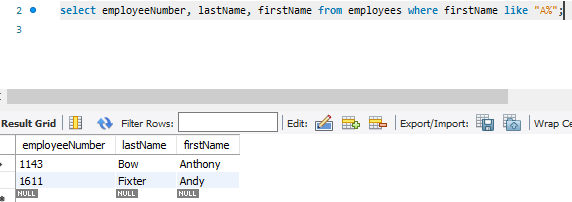 2 select employeeNumber, lastName, firstName from employees where firstName like "A%";
3
Result Grid Filter Rows: Edit: Export/Import: Wrap Ce
employeeNumber lastName firstName
1143 Bow Anthony
1611 Fixter Andy
NULL NULL NULL